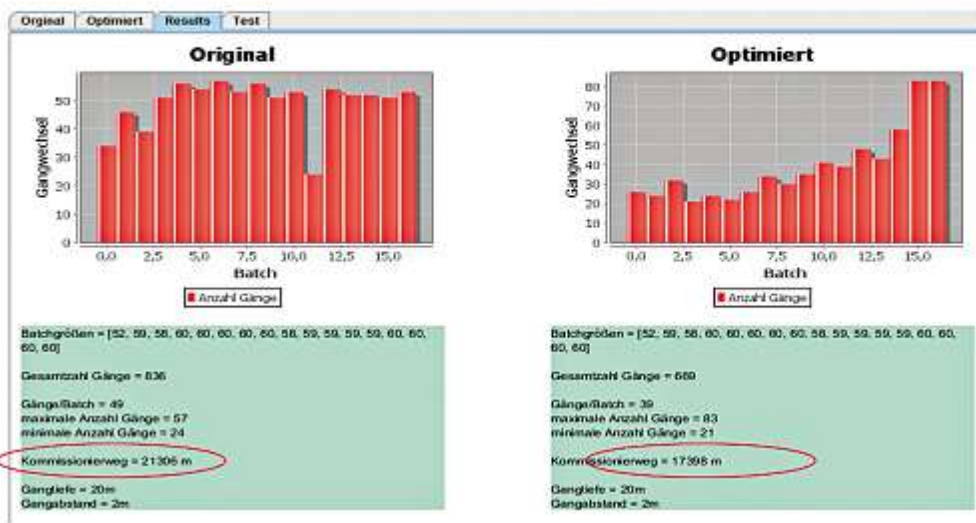 Orginal Optimiert Results Test
Original
50
40
30
20
10
0
Gangwechsel
0,0 2,5 5,0 7,5 10,0 12,5 15,0
Batch
Anzahl Gänge
Batchgrößen = [52, 59, 58, 60, 60, 60, 60, 60, 58, 59, 59, 59, 59, 60, 60,
60, 60]
Gesamtzahl Gänge = 836
Gänge/Batch = 49
maximale Anzahl Gänge = 57
minimale Anzahl Gänge = 24
Kommissionierweg = 21306 m
Gangtiefe = 20m
Gangabstand = 2m
Optimiert
80
70
60
50
40
30
20
10
0
Gangwechsel
0,0 2,5 5,0 7,5 10,0 12,5 15,0
Batch
Anzahl Gänge
Batchgrößen = [52, 59, 58, 60, 60, 60, 60, 60, 58, 59, 59, 59, 59, 60, 60,
60, 60]
Gesamtzahl Gänge = 669
Gänge/Batch = 39
maximale Anzahl Gänge = 83
minimale Anzahl Gänge = 21
Kommissionierweg = 17398 m
Gangtiefe = 20m
Gangabstand = 2m